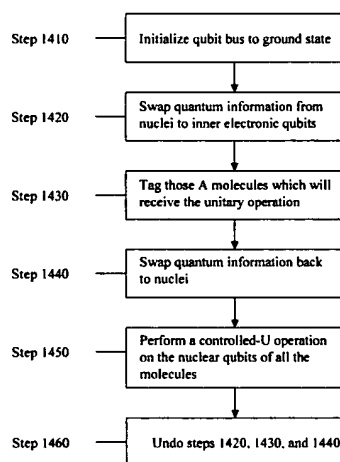 Step 1410
Initialize qubit bus to ground state
Step 1420
Swap quantum information from
nuclei to inner electronic qubits
Step 1430
Tag those A molecules which will
receive the unitary operation
Step 1440
Swap quantum information back
to nuclei
Step 1450
Perform a controlled-U operation
on the nuclear qubits of all the
molecules
Step 1460
Undo steps 1420, 1430, and 1440